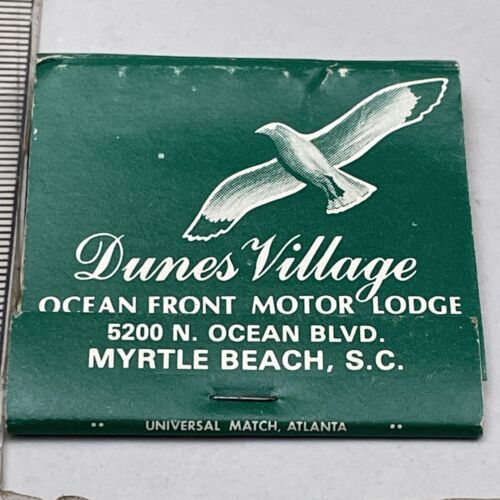 Dunes Village
OCEAN FRONT MOTOR LODGE
5200 N. OCEAN BLVD.
MYRTLE BEACH, S.C.
UNIVERSAL MATCH, ATLANTA